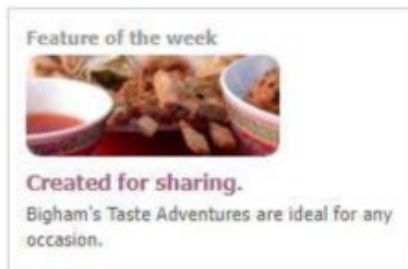 Feature of the week
Created for sharing.
Bigham's Taste Adventures are ideal for any
occasion.